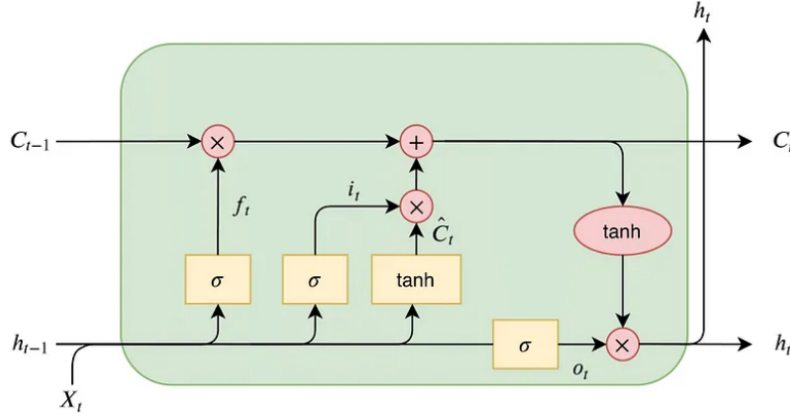 h_t
C_{t-1} × + C_t
f_t i_t ×
Ĉ_t tanh
σ σ tanh
h_{t-1} σ × h_t
o_t
X_t